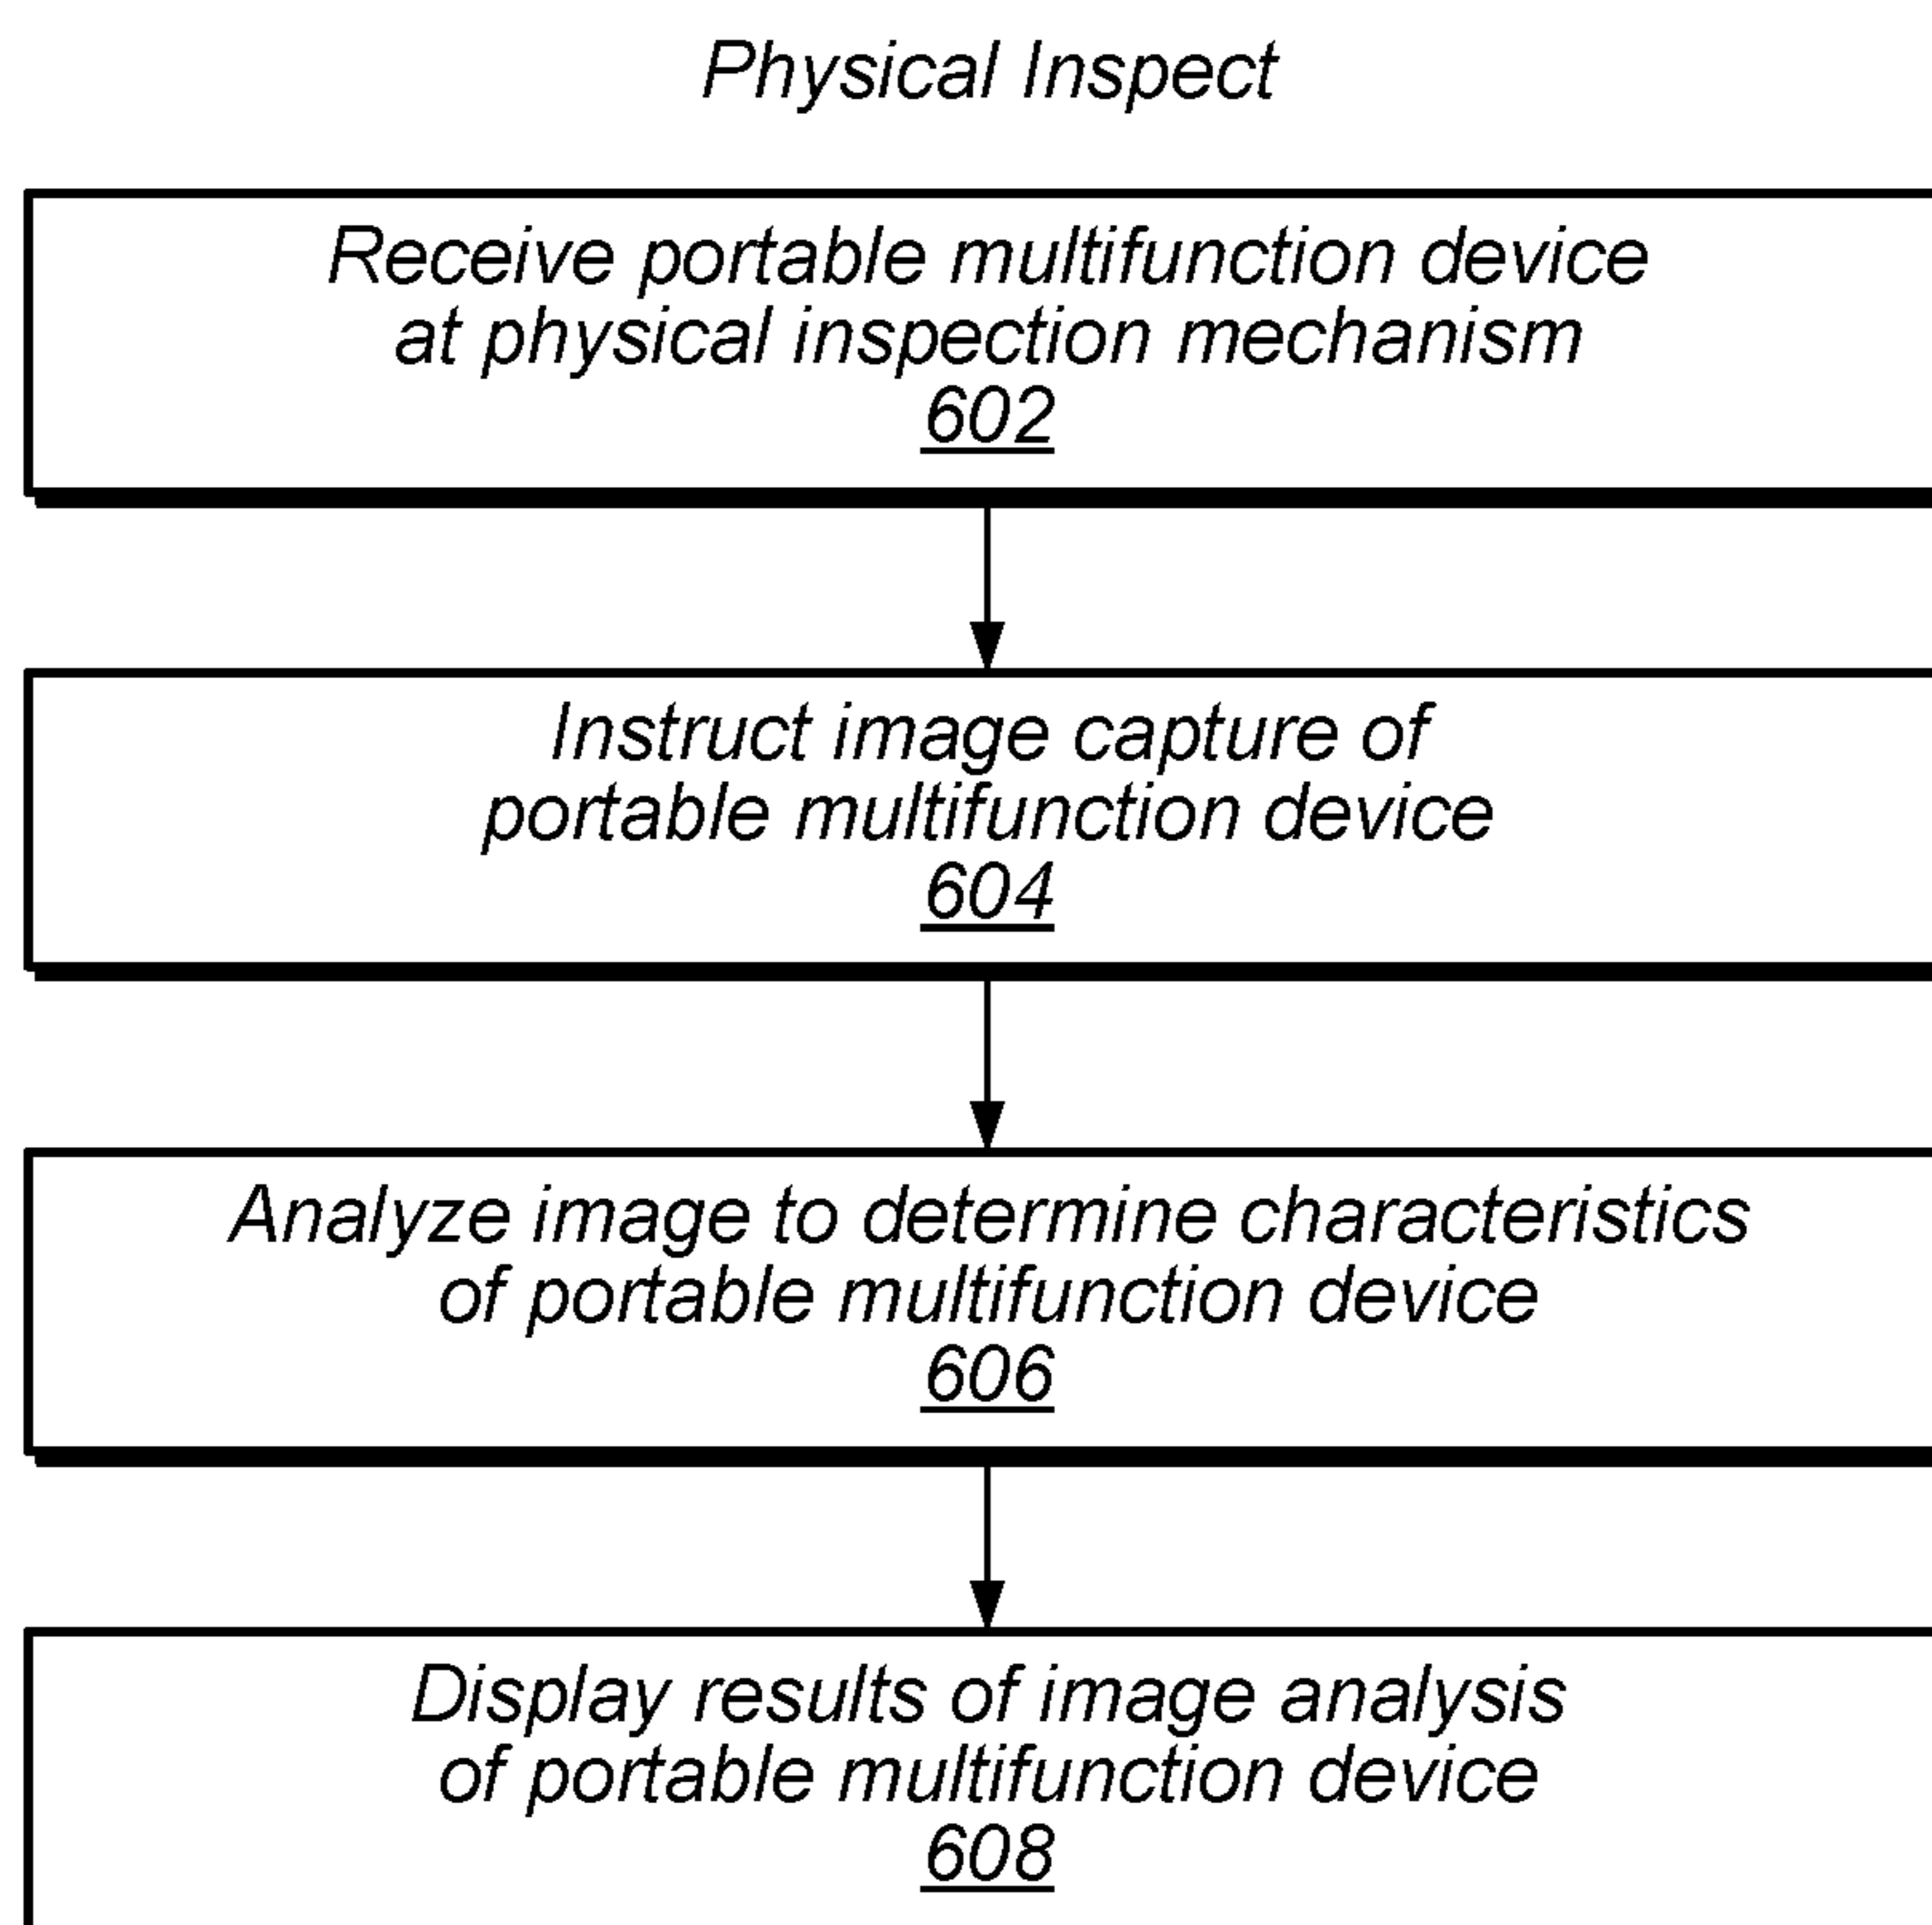 Physical Inspect
Receive portable multifunction device
at physical inspection mechanism
602
Instruct image capture of
portable multifunction device
604
Analyze image to determine characteristics
of portable multifunction device
606
Display results of image analysis
of portable multifunction device
608